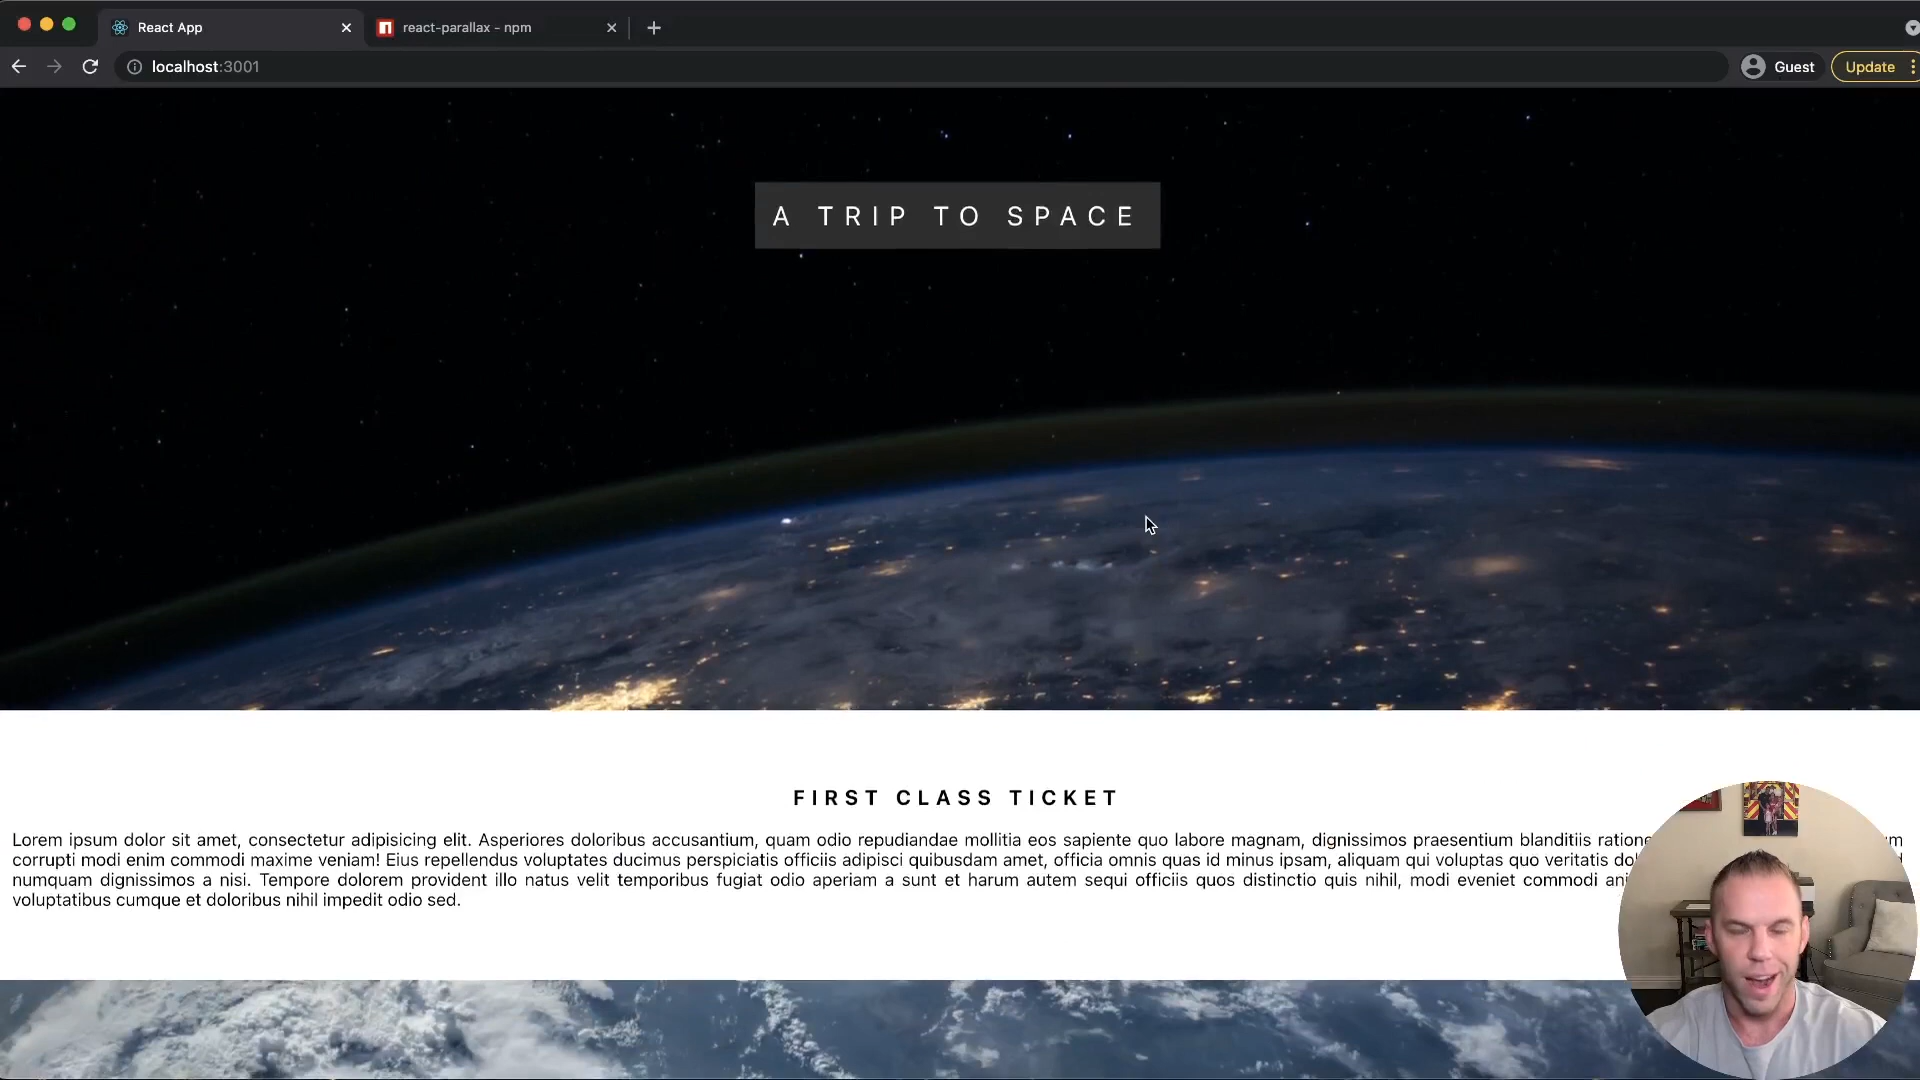 React App
react-parallax - npm
localhost:3001
Guest
Update
A TRIP TO SPACE
FIRST CLASS TICKET
Lorem ipsum dolor sit amet, consectetur adipisicing elit. Asperiores doloribus accusantium, quam odio repudiandae mollitia eos sapiente quo labore magnam, dignissimos praesentium blanditiis ratione
corrupti modi enim commodi maxime veniam! Eius repellendus voluptates ducimus perspiciatis officiis adipisci quibusdam amet, officia omnis quas id minus ipsam, aliquam qui voluptas quo veritatis
numquam dignissimos a nisi. Tempore dolorem provident illo natus velit temporibus fugiat odio aperiam a sunt et harum autem sequi officiis quos distinctio quis nihil, modi eveniet commodi
voluptatibus cumque et doloribus nihil impedit odio sed.